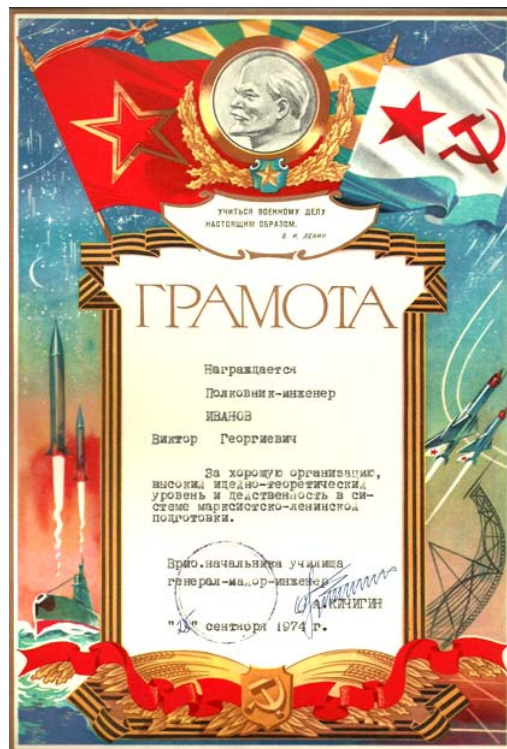 УЧИТЬСЯ ВОЕННОМУ ДЕЛУ
НАСТОЯЩИМ ОБРАЗОМ.
В. И. ЛЕНИН
ГРАМОТА
Награждается
Полковник-инженер
ИВАНОВ
Виктор Георгиевич
За хорошую организацию,
высокий идейно-теоретический
уровень и действенность в си-
стеме марксистско-ленинской
подготовки.
Врио.начальника училища
генерал-майор-инженер
А.КИЧИГИН
" " сентября 1974 г.